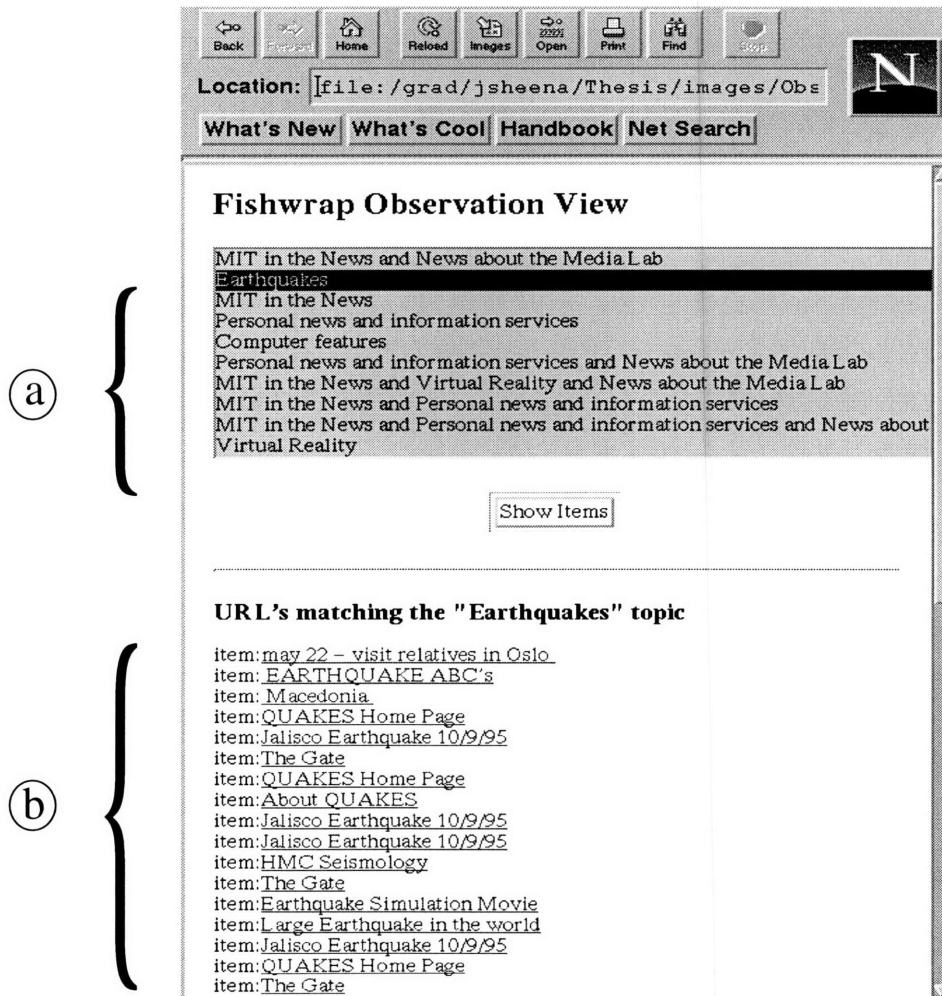 Back Forward Home Reload Images Open Print Find Stop
Location: file:/grad/jsheena/Thesis/images/Obs
N
What's New What's Cool Handbook Net Search
Fishwrap Observation View
MIT in the News and News about the Media Lab
Earthquakes
MIT in the News
Personal news and information services
Computer features
Personal news and information services and News about the Media Lab
MIT in the News and Virtual Reality and News about the Media Lab
MIT in the News and Personal news and information services
MIT in the News and Personal news and information services and News about
Virtual Reality
a
Show Items
URL's matching the "Earthquakes" topic
item:may 22 – visit relatives in Oslo
item: EARTHQUAKE ABC's
item: Macedonia
item:QUAKES Home Page
item:Jalisco Earthquake 10/9/95
item:The Gate
item:QUAKES Home Page
item:About QUAKES
item:Jalisco Earthquake 10/9/95
item:Jalisco Earthquake 10/9/95
item:HMC Seismology
item:The Gate
item:Earthquake Simulation Movie
item:Large Earthquake in the world
item:Jalisco Earthquake 10/9/95
item:QUAKES Home Page
item:The Gate
b